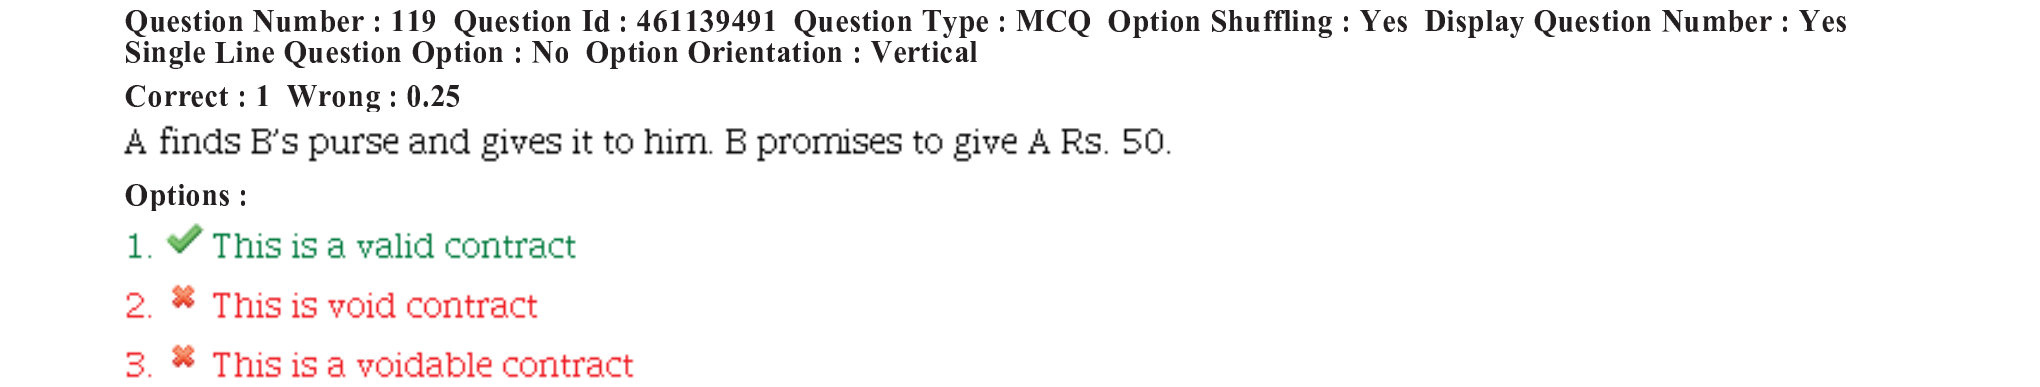 Question Number : 119 Question Id : 461139491 Question Type : MCQ Option Shuffling : Yes Display Question Number : Yes
Single Line Question Option : No Option Orientation : Vertical
Correct : 1 Wrong : 0.25
A finds B's purse and gives it to him. B promises to give A Rs. 50.
Options :
1. ✔ This is a valid contract
2. ✖ This is void contract
3. ✖ This is a voidable contract